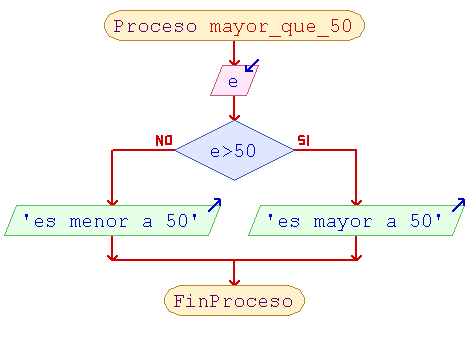 Proceso mayor_que_50
e
e>50
NO
SI
'es menor a 50'
'es mayor a 50'
FinProceso